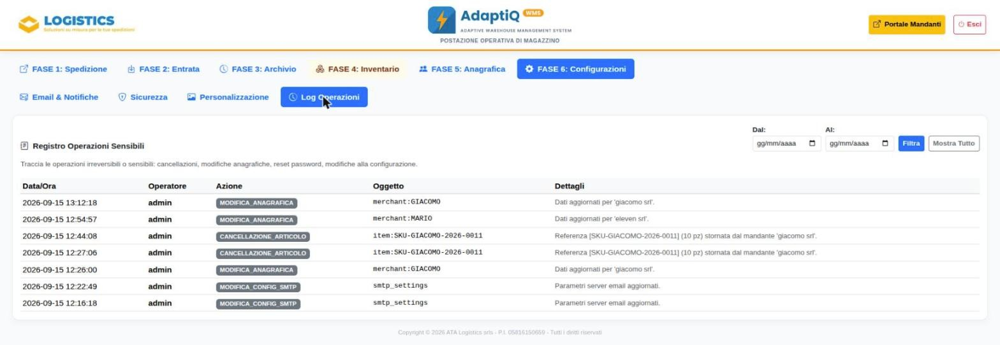 LOGISTICS
Soluzioni su misura per le tue spedizioni
AdaptiQ WMS
ADAPTIVE WAREHOUSE MANAGEMENT SYSTEM
POSTAZIONE OPERATIVA DI MAGAZZINO
Portale Mandanti
Esci
FASE 1: Spedizione
FASE 2: Entrata
FASE 3: Archivio
FASE 4: Inventario
FASE 5: Anagrafica
FASE 6: Configurazioni
Email & Notifiche
Sicurezza
Personalizzazione
Log Operazioni
Registro Operazioni Sensibili
Dal:
gg/mm/aaaa
Al:
gg/mm/aaaa
Filtra
Mostra Tutto
Traccia le operazioni irreversibili o sensibili: cancellazioni, modifiche anagrafiche, reset password, modifiche alla configurazione.
Data/Ora Operatore Azione Oggetto Dettagli
2026-09-15 13:12:18 admin MODIFICA_ANAGRAFICA merchant:GIACOMO Dati aggiornati per 'giacomo srl'.
2026-09-15 12:54:57 admin MODIFICA_ANAGRAFICA merchant:MARIO Dati aggiornati per 'eleven srl'.
2026-09-15 12:44:08 admin CANCELLAZIONE_ARTICOLO item:SKU-GIACOMO-2026-0011 Referenza [SKU-GIACOMO-2026-0011] (10 pz) stornata dal mandante 'giacomo srl'.
2026-09-15 12:27:06 admin CANCELLAZIONE_ARTICOLO item:SKU-GIACOMO-2026-0011 Referenza [SKU-GIACOMO-2026-0011] (10 pz) stornata dal mandante 'giacomo srl'.
2026-09-15 12:26:00 admin MODIFICA_ANAGRAFICA merchant:GIACOMO Dati aggiornati per 'giacomo srl'.
2026-09-15 12:22:49 admin MODIFICA_CONFIG_SMTP smtp_settings Parametri server email aggiornati.
2026-09-15 12:16:18 admin MODIFICA_CONFIG_SMTP smtp_settings Parametri server email aggiornati.
Copyright © 2026 ATA Logistics srls - P.I. 05816150659 - Tutti i diritti riservati